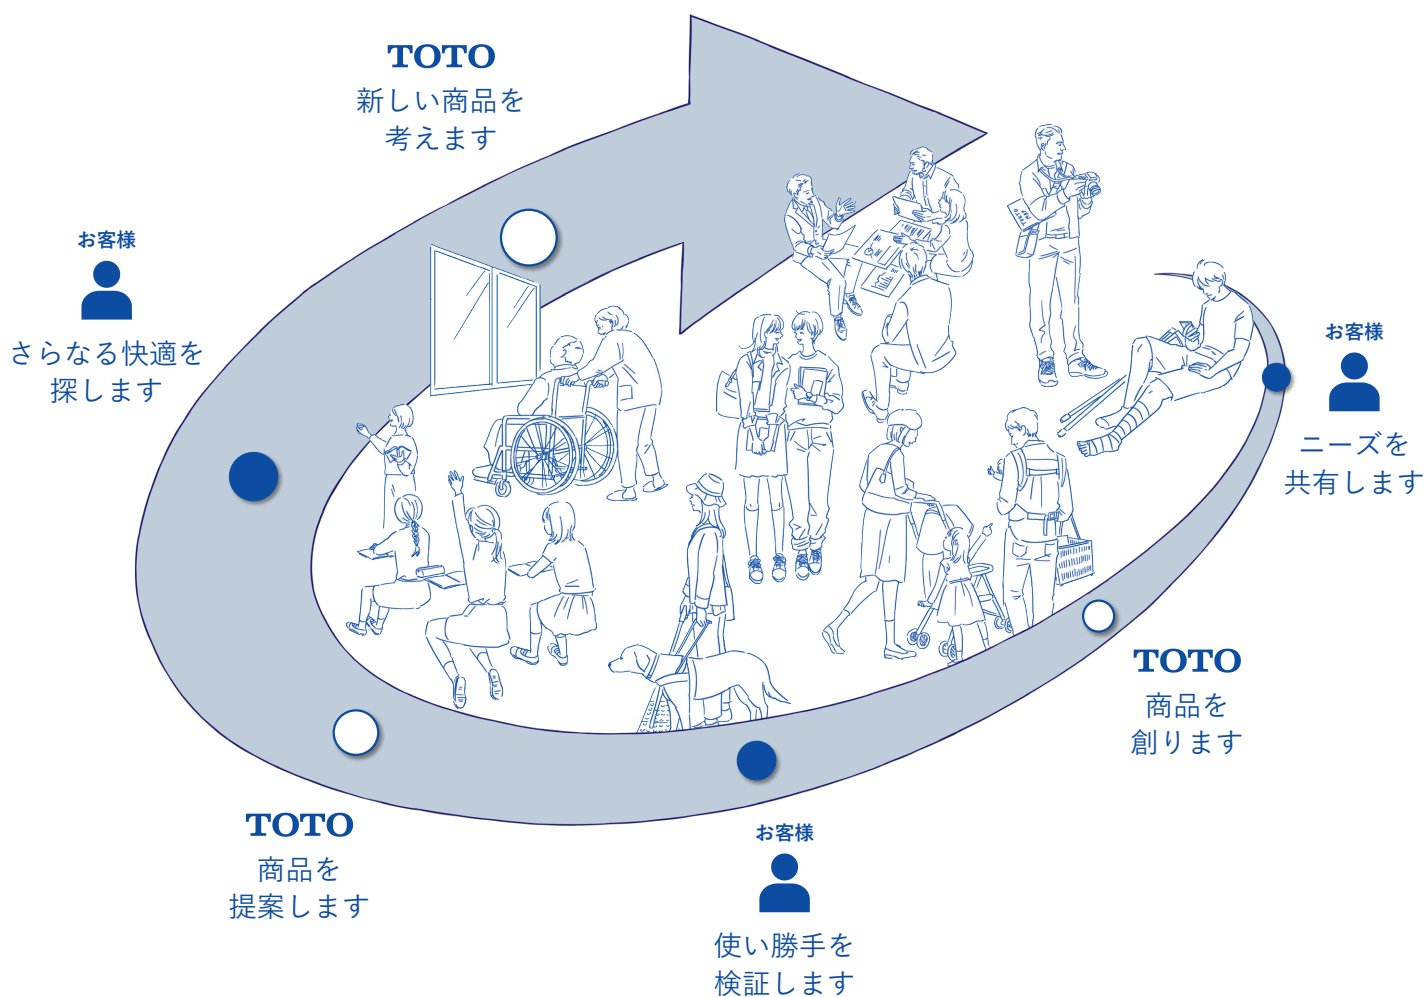 TOTO
新しい商品を
考えます
お客様
さらなる快適を
探します
TOTO
MAP
お客様
ニーズを
共有します
TOTO
商品を
創ります
お客様
使い勝手を
検証します
TOTO
商品を
提案します